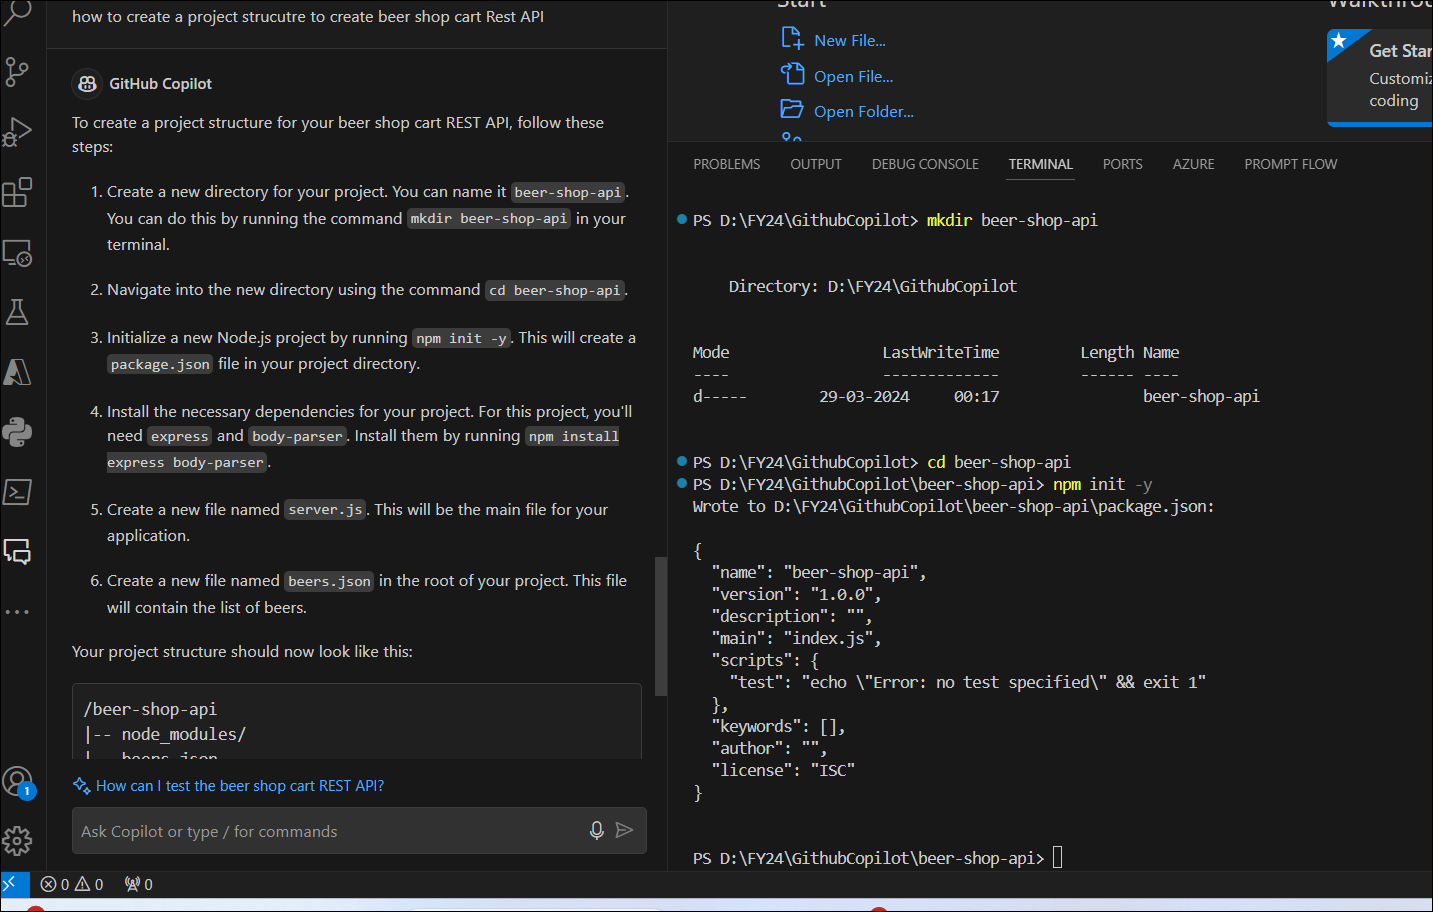 how to create a project strucutre to create beer shop cart Rest API
GitHub Copilot
To create a project structure for your beer shop cart REST API, follow these
steps:
1. Create a new directory for your project. You can name it beer-shop-api.
You can do this by running the command mkdir beer-shop-api in your
terminal.
2. Navigate into the new directory using the command cd beer-shop-api.
3. Initialize a new Node.js project by running npm init -y. This will create a
package.json file in your project directory.
4. Install the necessary dependencies for your project. For this project, you'll
need express and body-parser. Install them by running npm install
express body-parser.
5. Create a new file named server.js. This will be the main file for your
application.
6. Create a new file named beers.json in the root of your project. This file
will contain the list of beers.
Your project structure should now look like this:
/beer-shop-api
|-- node_modules/
|-- beers.json
How can I test the beer shop cart REST API?
Ask Copilot or type / for commands
1
0 0 0
Start
New File...
Open File...
Open Folder...
Walkthrou
Get Star
Customiz
coding
PROBLEMS OUTPUT DEBUG CONSOLE TERMINAL PORTS AZURE PROMPT FLOW
PS D:\FY24\GithubCopilot> mkdir beer-shop-api
Directory: D:\FY24\GithubCopilot
Mode LastWriteTime Length Name
---- ------------- ------ ----
d----- 29-03-2024 00:17 beer-shop-api
PS D:\FY24\GithubCopilot> cd beer-shop-api
PS D:\FY24\GithubCopilot\beer-shop-api> npm init -y
Wrote to D:\FY24\GithubCopilot\beer-shop-api\package.json:
{
"name": "beer-shop-api",
"version": "1.0.0",
"description": "",
"main": "index.js",
"scripts": {
"test": "echo \"Error: no test specified\" && exit 1"
},
"keywords": [],
"author": "",
"license": "ISC"
}
PS D:\FY24\GithubCopilot\beer-shop-api>